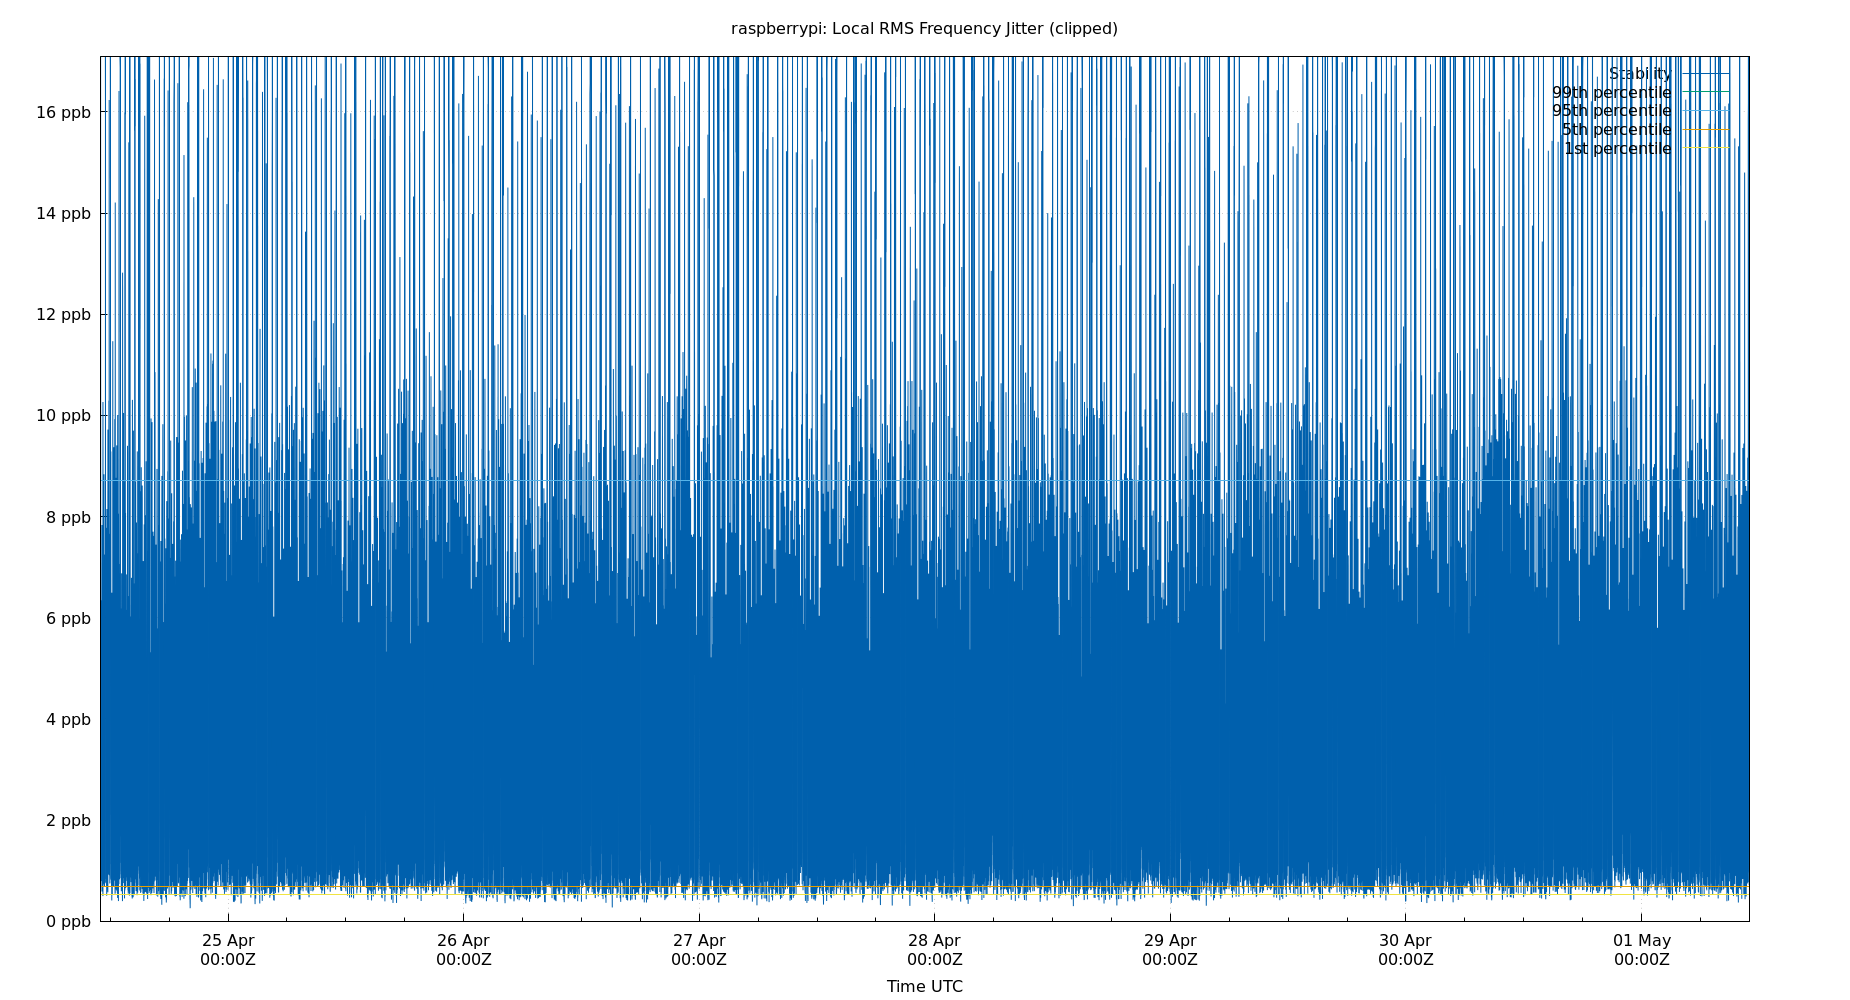 raspberrypi: Local RMS Frequency Jitter (clipped)
Stability
99th percentile
95th percentile
5th percentile
1st percentile
16 ppb
14 ppb
12 ppb
10 ppb
8 ppb
6 ppb
4 ppb
2 ppb
0 ppb
25 Apr 26 Apr 27 Apr 28 Apr 29 Apr 30 Apr 01 May
00:00Z 00:00Z 00:00Z 00:00Z 00:00Z 00:00Z 00:00Z
Time UTC